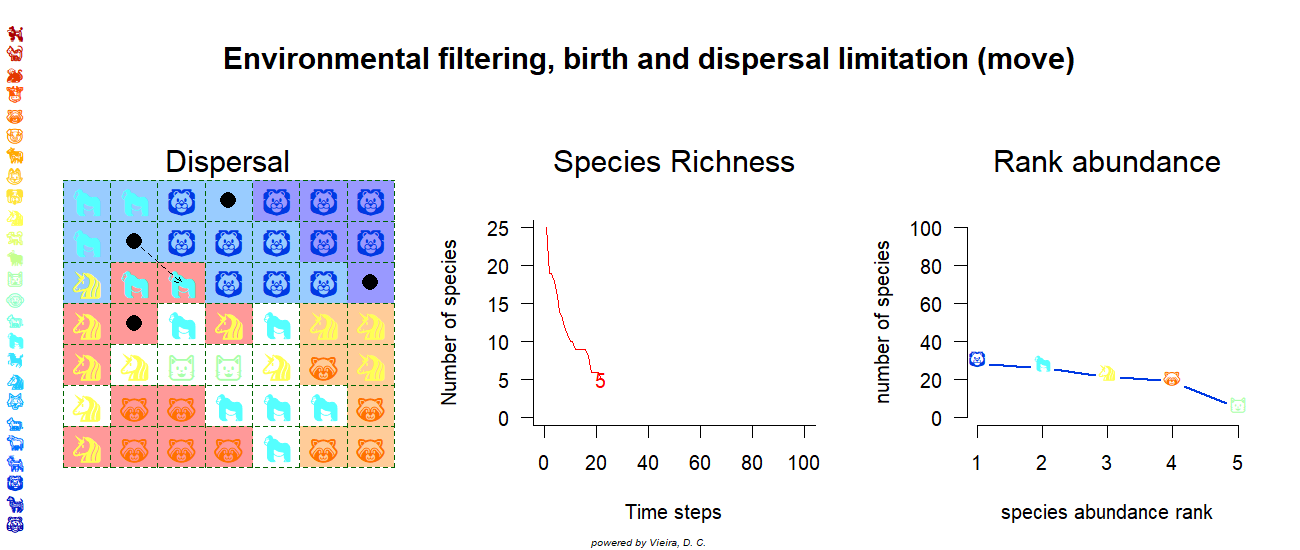 Environmental filtering, birth and dispersal limitation (move)
Dispersal
Species Richness
Number of species
25
20
15
10
5
0
5
0 20 40 60 80 100
Time steps
Rank abundance
number of species
100
80
60
40
20
0
1 2 3 4 5
species abundance rank
powered by Vieira, D. C.